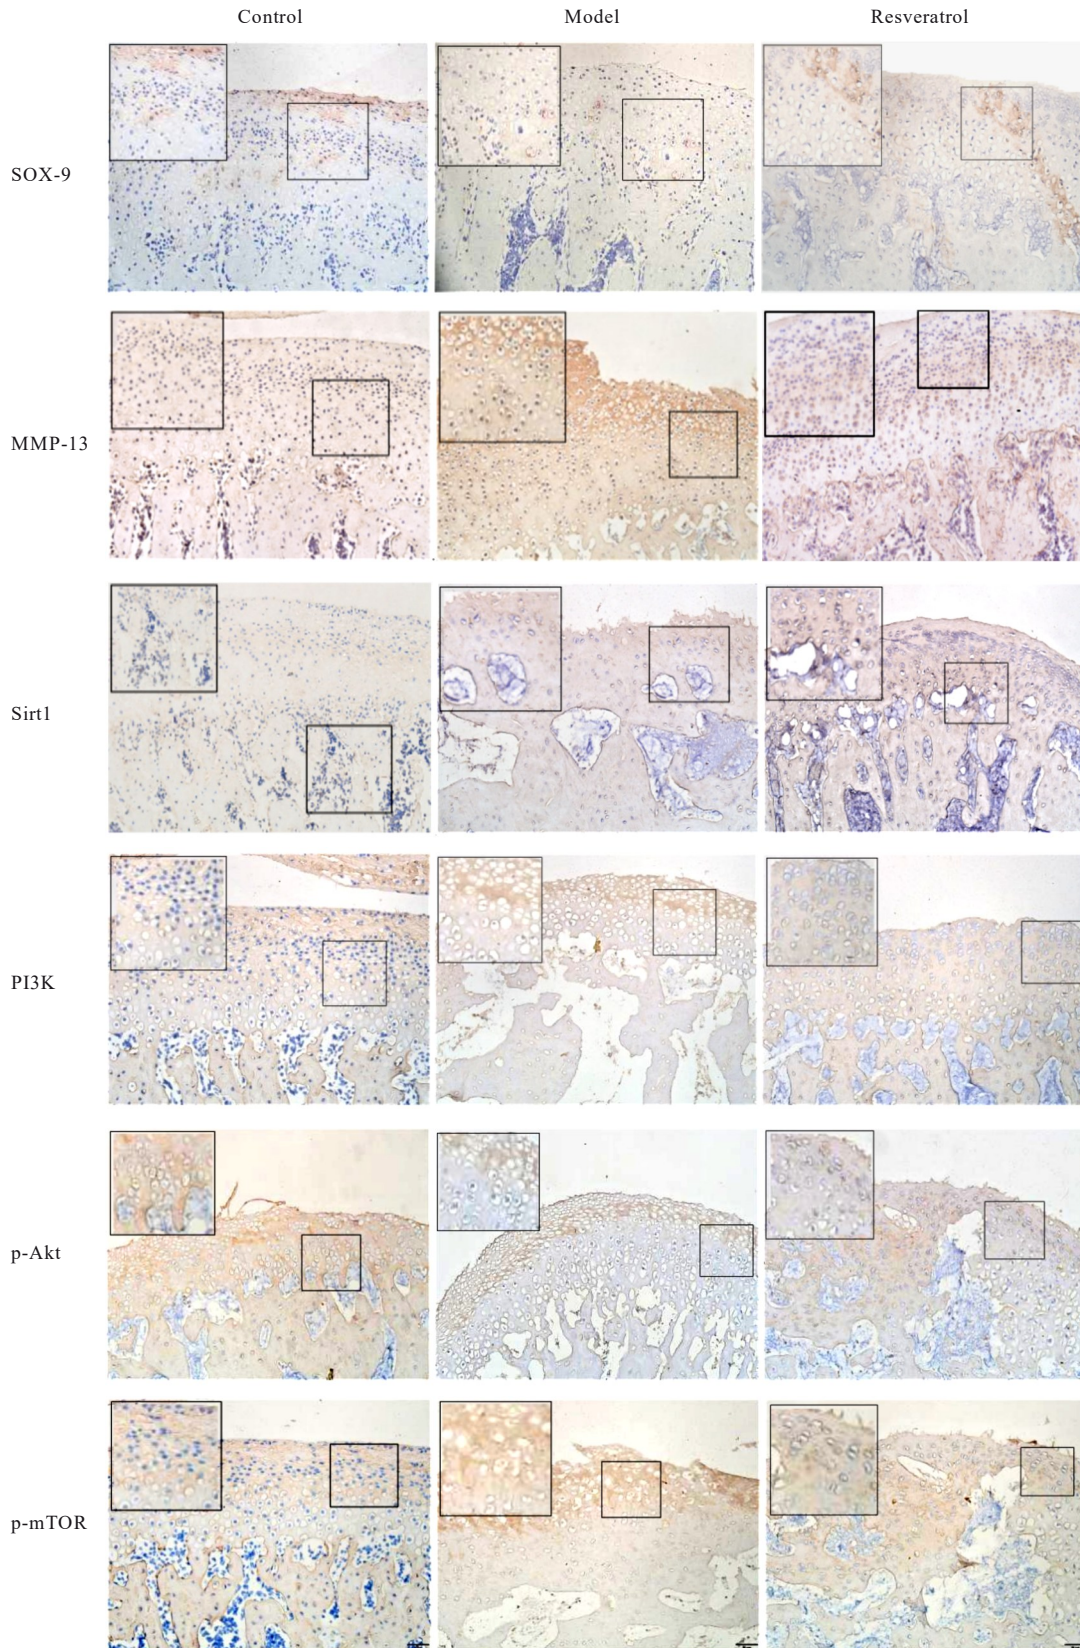 Control Model Resveratrol
SOX-9
MMP-13
Sirt1
PI3K
p-Akt
p-mTOR